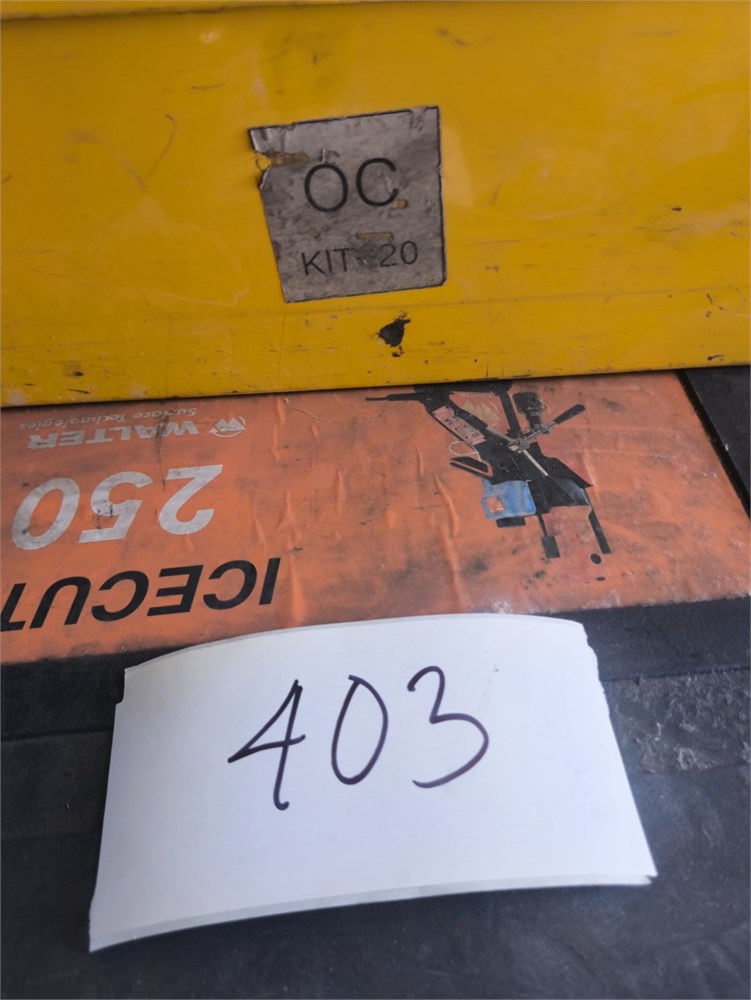 OC
KIT 20
WALTER
Surface Technologies
250
ICECUT
403